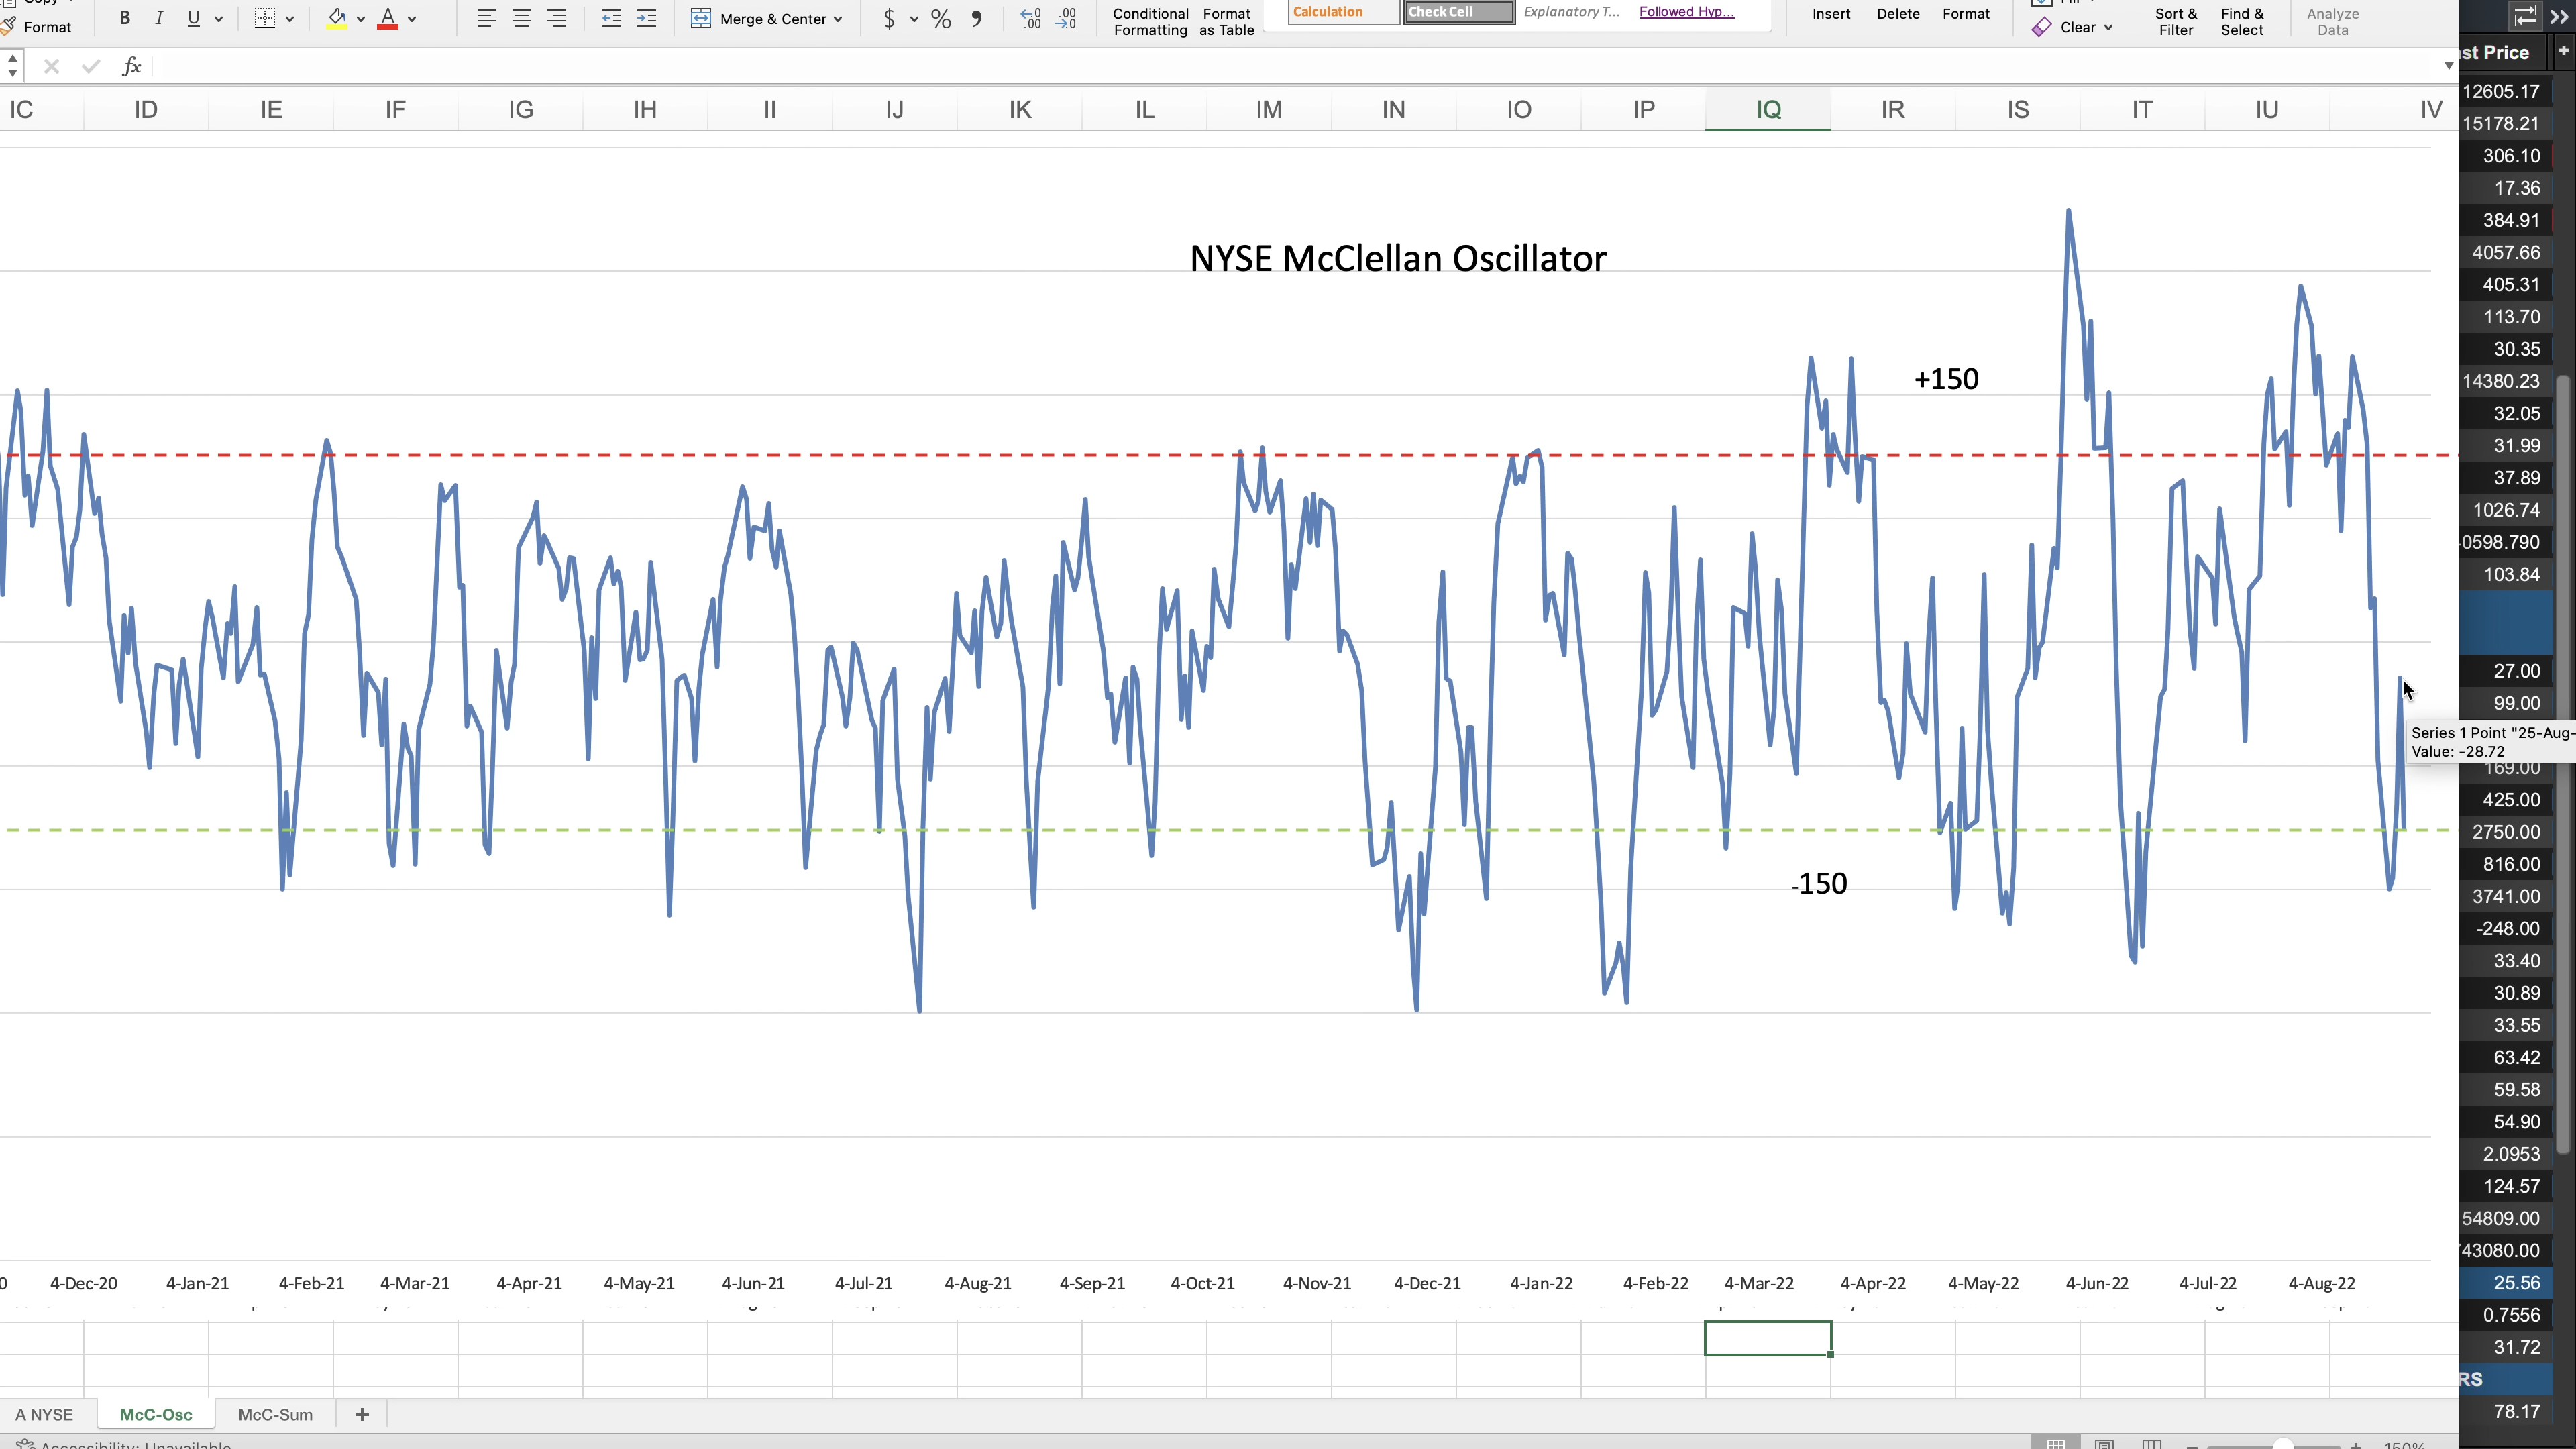 Copy
Format
B I U
A
Merge & Center
$ % 9
Conditional
Formatting
Format
as Table
Calculation
Check Cell
Explanatory T...
Followed Hyp...
Insert
Delete
Format
Clear
Sort &
Filter
Find &
Select
Analyze
Data
fx
IC ID IE IF IG IH II IJ IK IL IM IN IO IP IQ IR IS IT IU IV
NYSE McClellan Oscillator
+150
-150
Series 1 Point "25-Aug-
Value: -28.72
4-Dec-20 4-Jan-21 4-Feb-21 4-Mar-21 4-Apr-21 4-May-21 4-Jun-21 4-Jul-21 4-Aug-21 4-Sep-21 4-Oct-21 4-Nov-21 4-Dec-21 4-Jan-22 4-Feb-22 4-Mar-22 4-Apr-22 4-May-22 4-Jun-22 4-Jul-22 4-Aug-22
A NYSE
McC-Osc
McC-Sum
+
Accessibility: Unavailable
150%
st Price
12605.17
15178.21
306.10
17.36
384.91
4057.66
405.31
113.70
30.35
14380.23
32.05
31.99
37.89
1026.74
0598.790
103.84
27.00
99.00
169.00
425.00
2750.00
816.00
3741.00
-248.00
33.40
30.89
33.55
63.42
59.58
54.90
2.0953
124.57
54809.00
743080.00
25.56
0.7556
31.72
RS
78.17